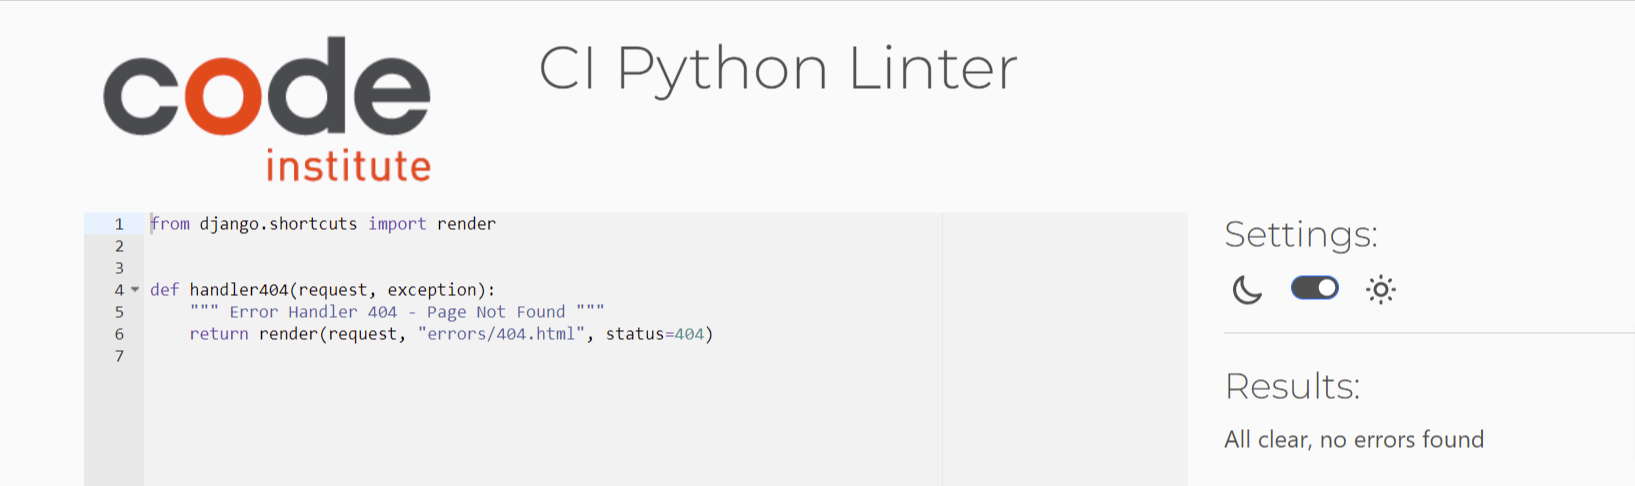 code
institute
CI Python Linter
1 from django.shortcuts import render
2
3
4 def handler404(request, exception):
5     """ Error Handler 404 - Page Not Found """
6     return render(request, "errors/404.html", status=404)
7
Settings:
Results:
All clear, no errors found